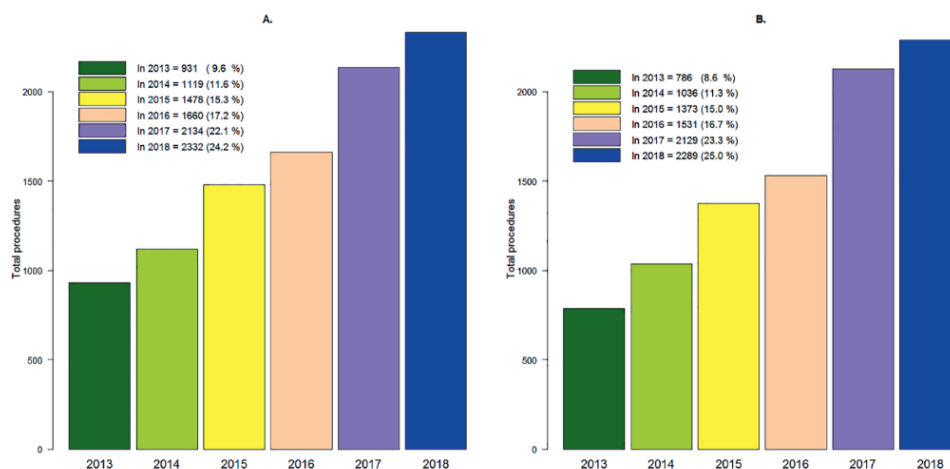 A.
In 2013 = 931 ( 9.6 %)
In 2014 = 1119 (11.6 %)
In 2015 = 1478 (15.3 %)
In 2016 = 1660 (17.2 %)
In 2017 = 2134 (22.1 %)
In 2018 = 2332 (24.2 %)
Total procedures
2000
1500
1000
500
0
2013 2014 2015 2016 2017 2018
B.
In 2013 = 786 (8.6 %)
In 2014 = 1036 (11.3 %)
In 2015 = 1373 (15.0 %)
In 2016 = 1531 (16.7 %)
In 2017 = 2129 (23.3 %)
In 2018 = 2289 (25.0 %)
Total procedures
2000
1500
1000
500
0
2013 2014 2015 2016 2017 2018